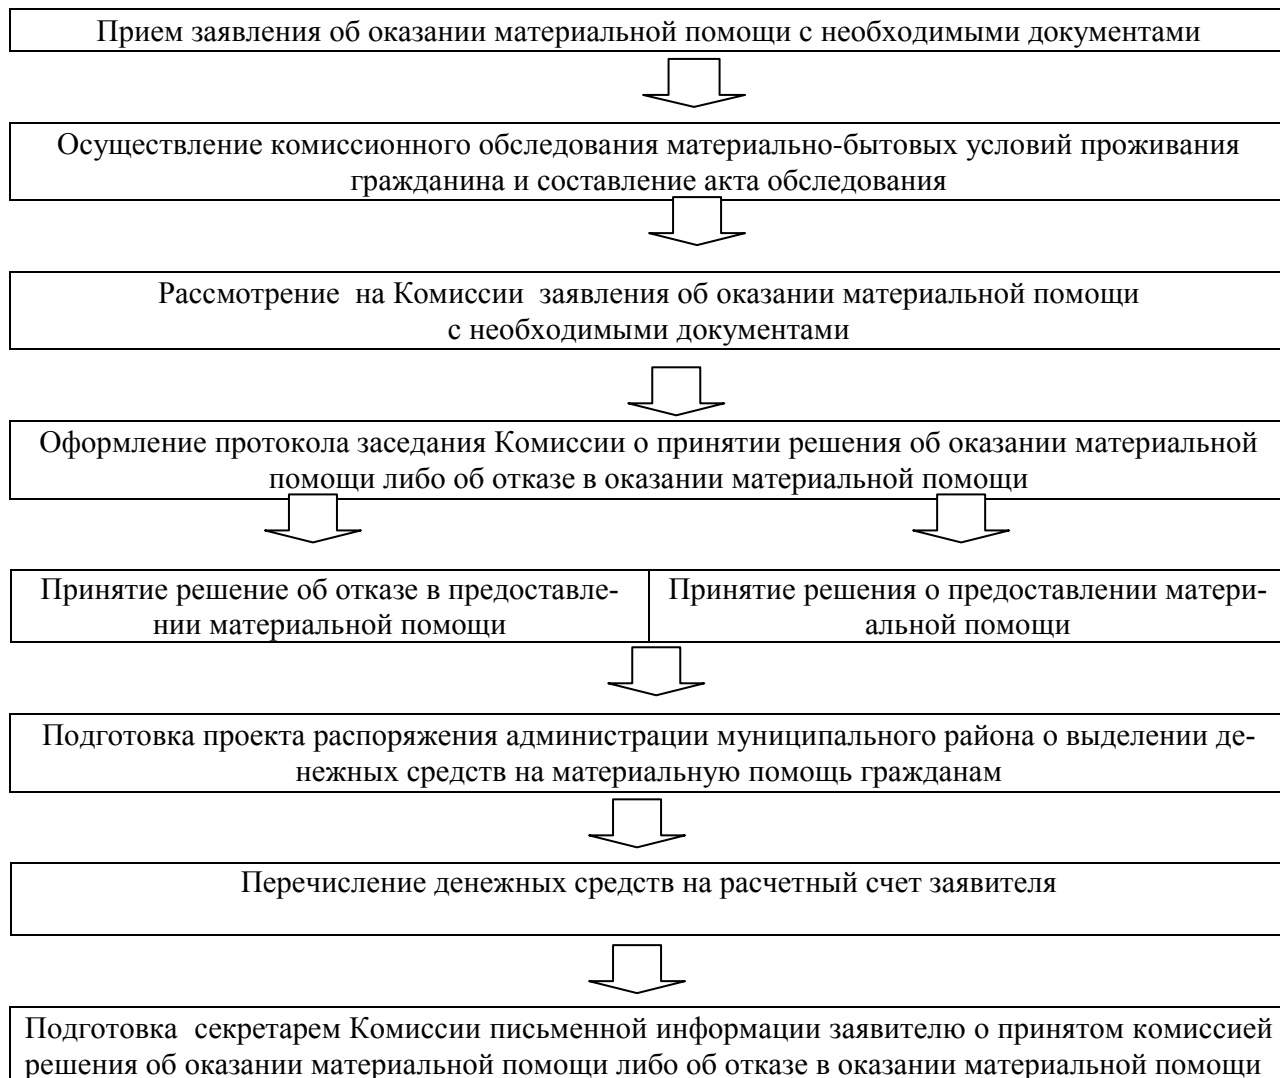 Прием заявления об оказании материальной помощи с необходимыми документами
Осуществление комиссионного обследования материально-бытовых условий проживания
гражданина и составление акта обследования
Рассмотрение на Комиссии заявления об оказании материальной помощи
с необходимыми документами
Оформление протокола заседания Комиссии о принятии решения об оказании материальной
помощи либо об отказе в оказании материальной помощи
Принятие решение об отказе в предоставле-
нии материальной помощи
Принятие решения о предоставлении матери-
альной помощи
Подготовка проекта распоряжения администрации муниципального района о выделении де-
нежных средств на материальную помощь гражданам
Перечисление денежных средств на расчетный счет заявителя
Подготовка секретарем Комиссии письменной информации заявителю о принятом комиссией
решения об оказании материальной помощи либо об отказе в оказании материальной помощи